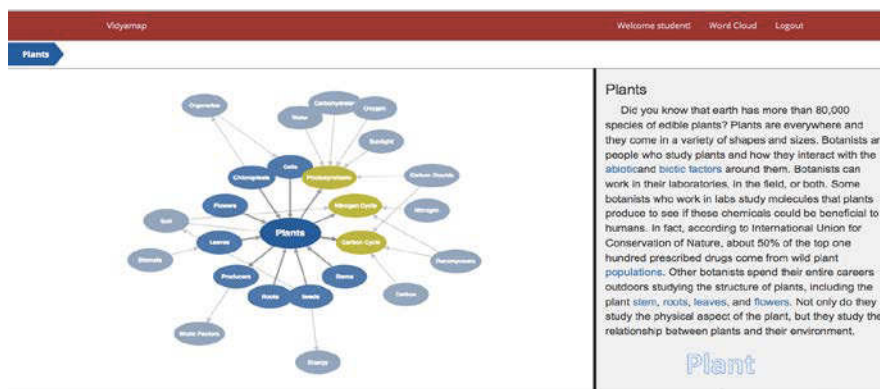 Vidyamap
Welcome student!
Word Cloud
Logout
Plants
Organelles
Water
Carbohydrates
Oxygen
Sunlight
Cells
Photosynthesis
Chloroplasts
Carbon Dioxide
Flowers
Nitrogen Cycle
Nitrogen
Soil
Plants
Leaves
Carbon Cycle
Stomata
Decomposers
Producers
Stems
Roots
Seeds
Carbon
Biotic Factors
Energy
Plants
Did you know that earth has more than 80,000
species of edible plants? Plants are everywhere and
they come in a variety of shapes and sizes. Botanists ar
people who study plants and how they interact with the
abioticand biotic factors around them. Botanists can
work in their laboratories, in the field, or both. Some
botanists who work in labs study molecules that plants
produce to see if these chemicals could be beneficial to
humans. In fact, according to International Union for
Conservation of Nature, about 50% of the top one
hundred prescribed drugs come from wild plant
populations. Other botanists spend their entire careers
outdoors studying the structure of plants, including the
plant stem, roots, leaves, and flowers. Not only do they
study the physical aspect of the plant, but they study the
relationship between plants and their environment.
Plant